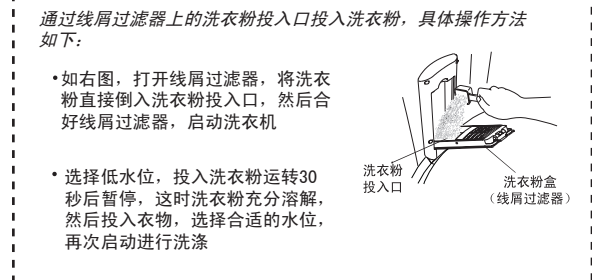 通过线屑过滤器上的洗衣粉投入口投入洗衣粉，具体操作方法
如下：
•如右图，打开线屑过滤器，将洗衣
粉直接倒入洗衣粉投入口，然后合
好线屑过滤器，启动洗衣机
•选择低水位，投入洗衣粉运转30
秒后暂停，这时洗衣粉充分溶解，
然后投入衣物，选择合适的水位，
再次启动进行洗涤
洗衣粉
投入口
洗衣粉盒
（线屑过滤器）